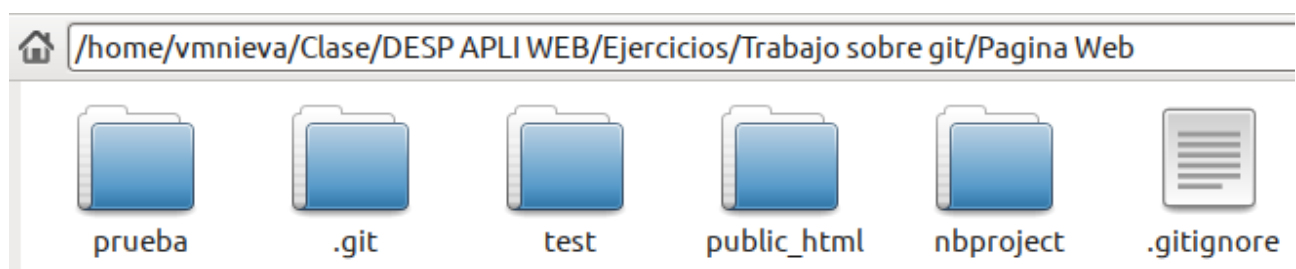 /home/vmnieva/Clase/DESP APLI WEB/Ejercicios/Trabajo sobre git/Pagina Web
prueba .git test public_html nbproject .gitignore